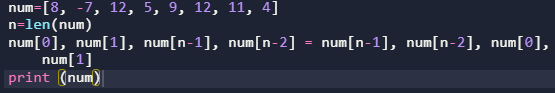 num=[8, -7, 12, 5, 9, 12, 11, 4]
n=len(num)
num[0], num[1], num[n-1], num[n-2] = num[n-1], num[n-2], num[0],
num[1]
print (num)